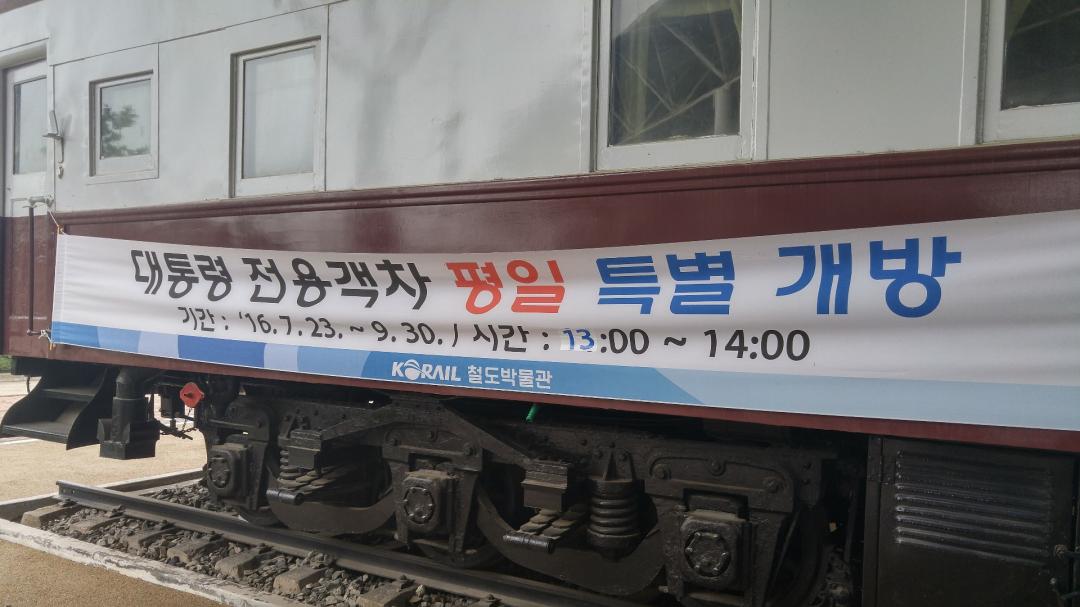 대통령 전용객차 평일 특별 개방
기간 : '16.7.23. ~ 9.30. / 시간 : 13:00 ~ 14:00
KORAIL 철도박물관